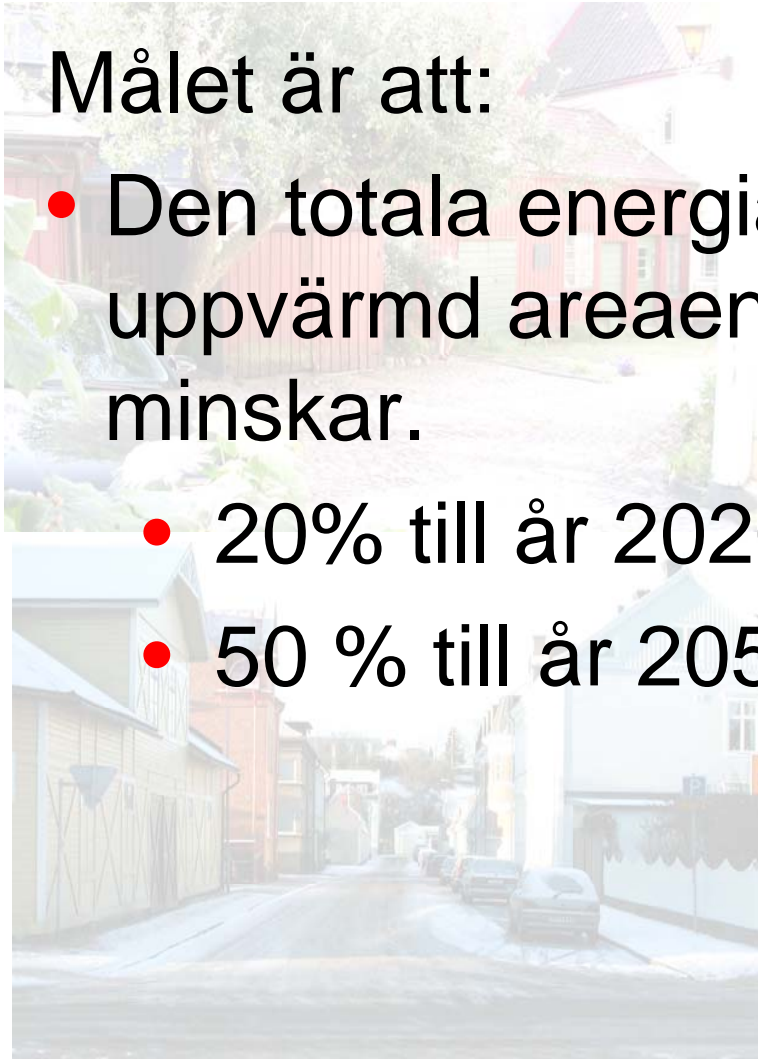 Målet är att:
• Den totala
uppvärmd
minskar.
• 20% till år
• 50 % till år